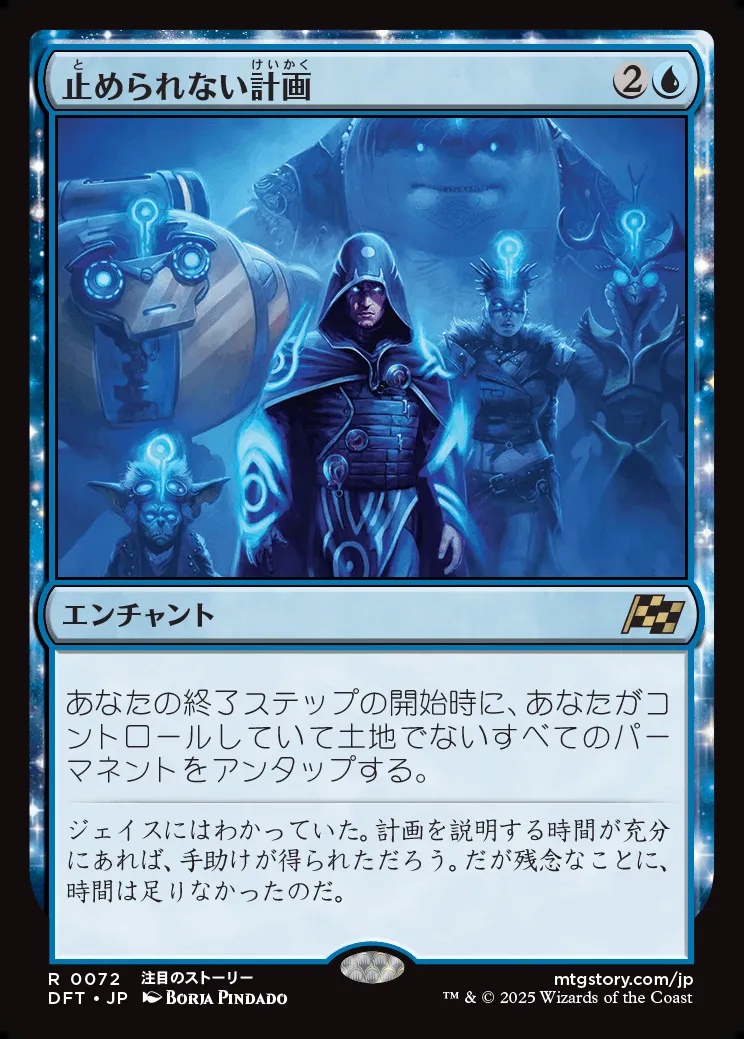 止められない計画
とけいかく
2
エンチャント
あなたの終了ステップの開始時に、あなたがコ
ントロールしていて土地でないすべてのパー
マネントをアンタップする。
ジェイスにはわかっていた。計画を説明する時間が充分
にあれば、手助けが得られただろう。だが残念なことに、
時間は足りなかったのだ。
R 0072 注目のストーリー
mtgstory.com/jp
DFT • JP Borja Pindado
™ & © 2025 Wizards of the Coast